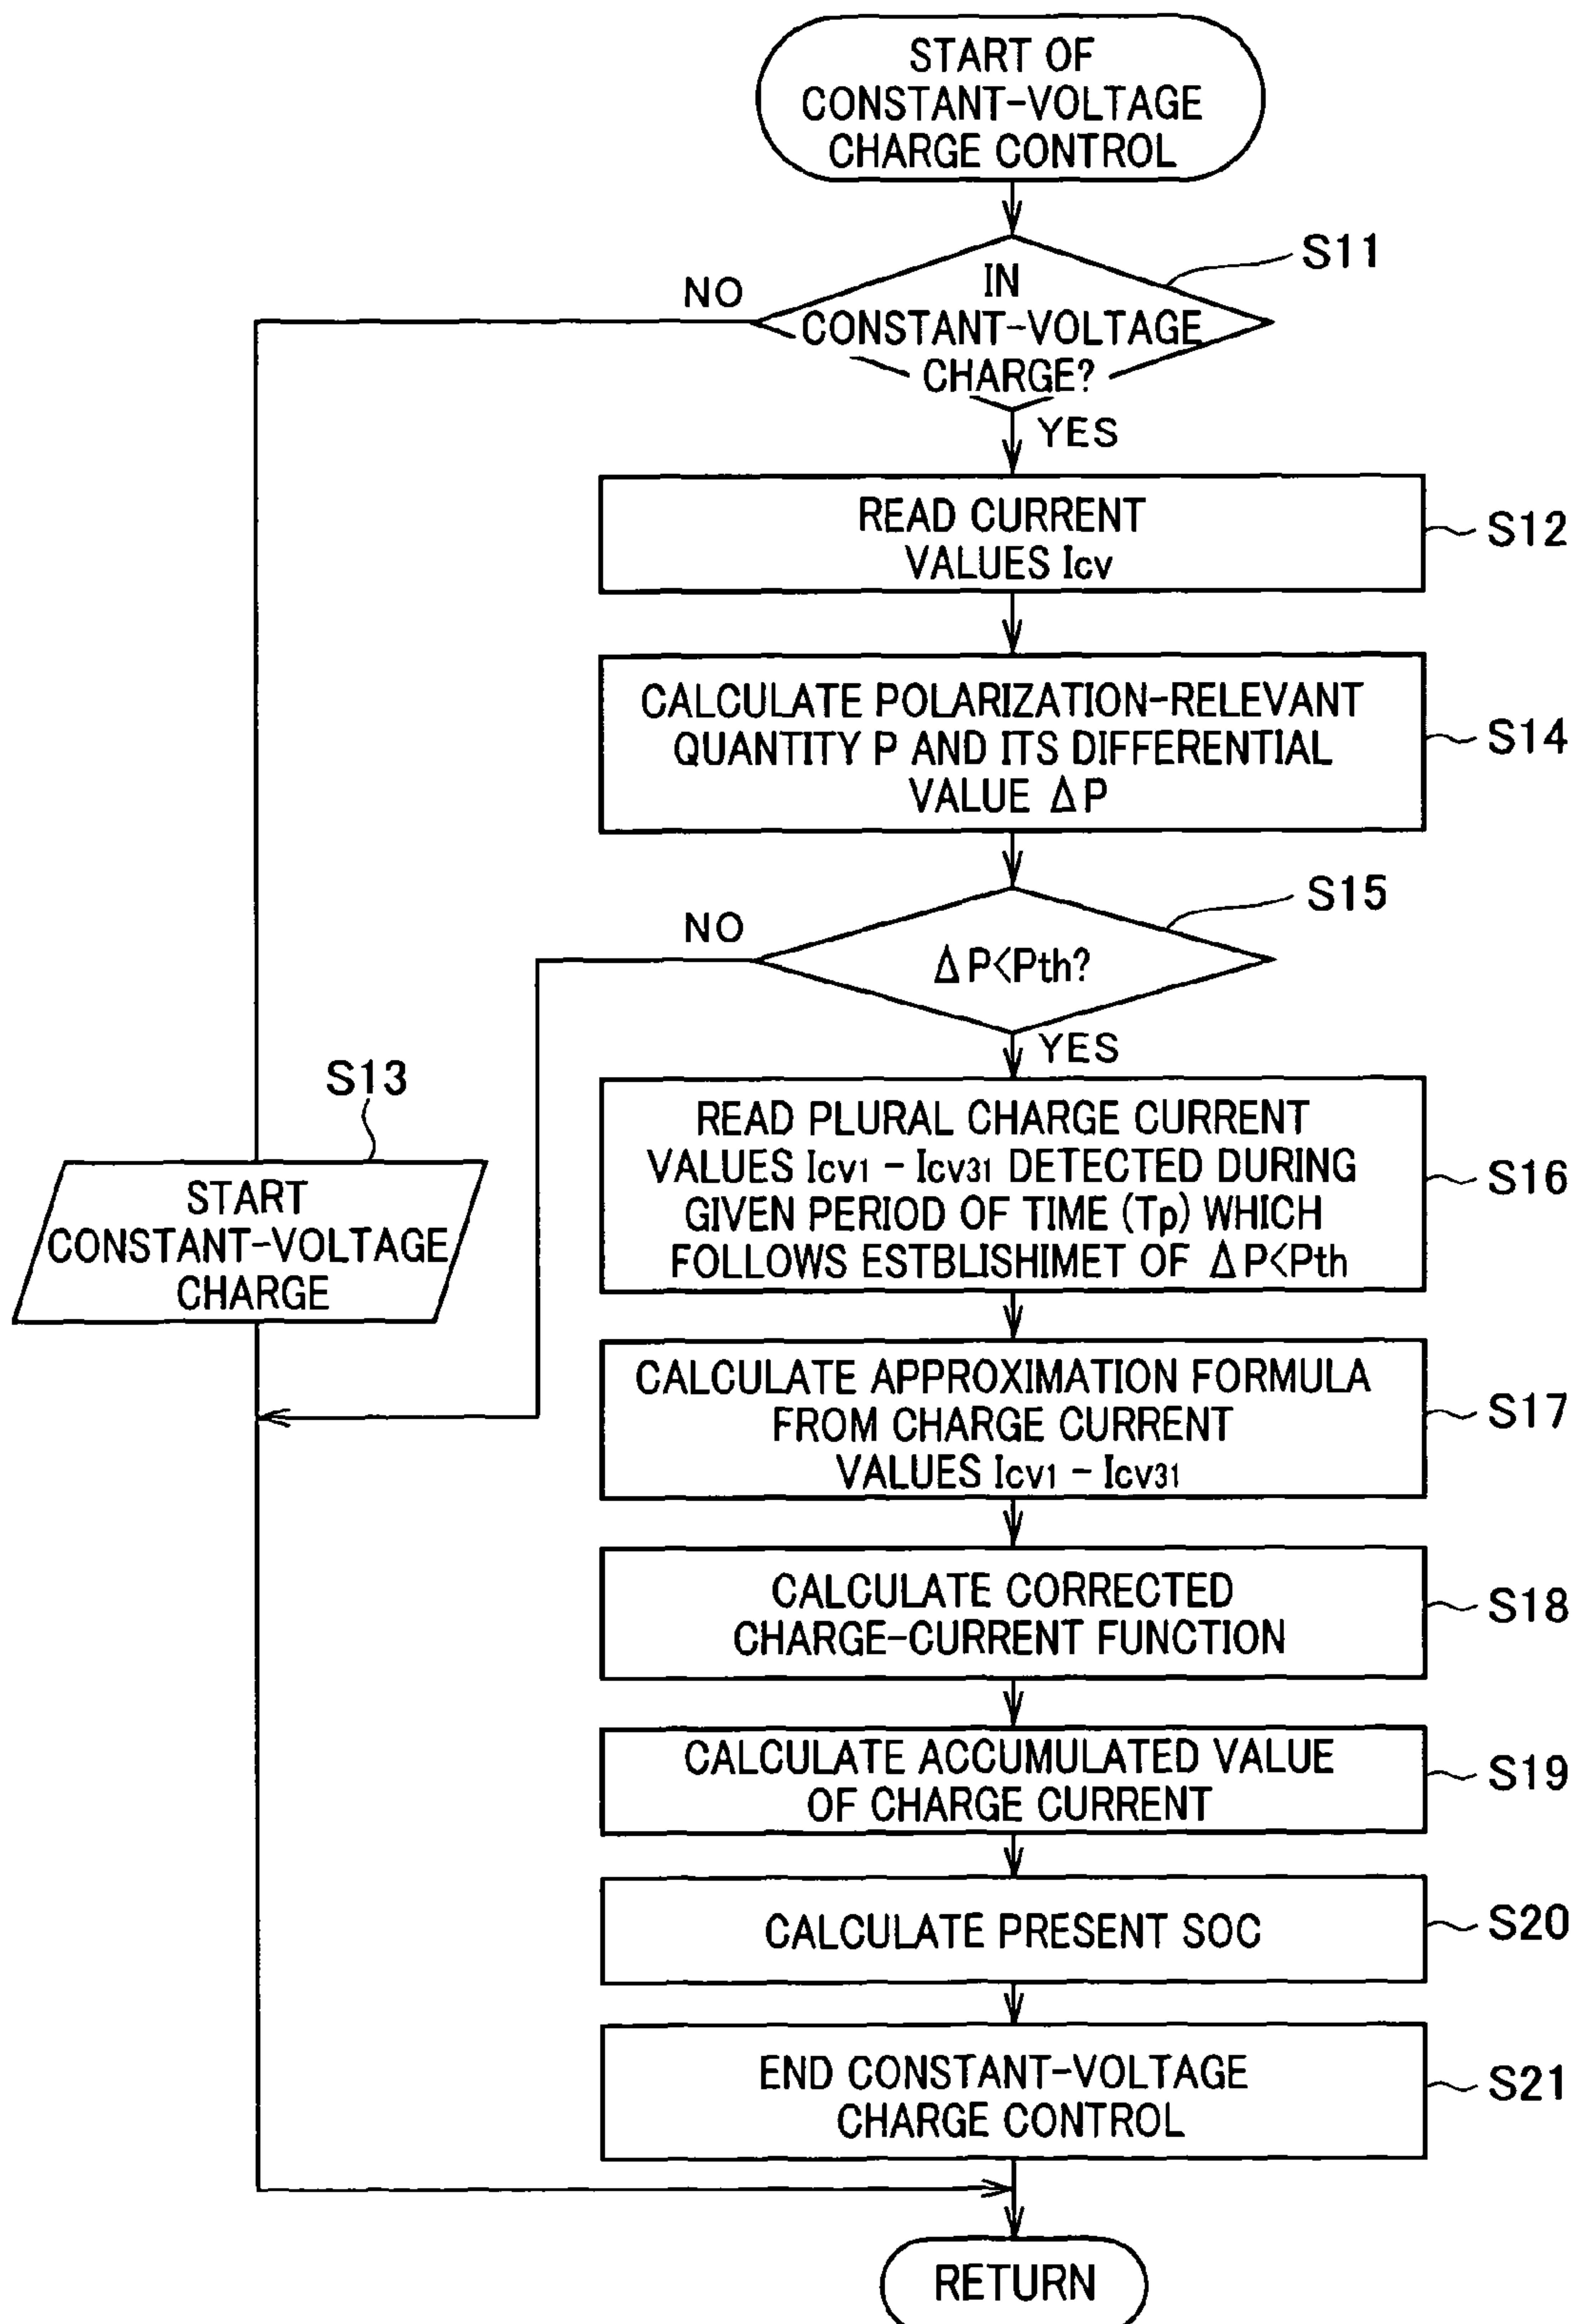 START OF
CONSTANT-VOLTAGE
CHARGE CONTROL
S11
IN
CONSTANT-VOLTAGE
CHARGE?
NO
YES
READ CURRENT
VALUES Icv
S12
CALCULATE POLARIZATION-RELEVANT
QUANTITY P AND ITS DIFFERENTIAL
VALUE ΔP
S14
S15
NO
ΔP<Pth?
YES
S13
START
CONSTANT-VOLTAGE
CHARGE
READ PLURAL CHARGE CURRENT
VALUES Icv1 - Icv31 DETECTED DURING
GIVEN PERIOD OF TIME (Tp) WHICH
FOLLOWS ESTBLISHIMET OF ΔP<Pth
S16
CALCULATE APPROXIMATION FORMULA
FROM CHARGE CURRENT
VALUES Icv1 - Icv31
S17
CALCULATE CORRECTED
CHARGE-CURRENT FUNCTION
S18
CALCULATE ACCUMULATED VALUE
OF CHARGE CURRENT
S19
CALCULATE PRESENT SOC
S20
END CONSTANT-VOLTAGE
CHARGE CONTROL
S21
RETURN